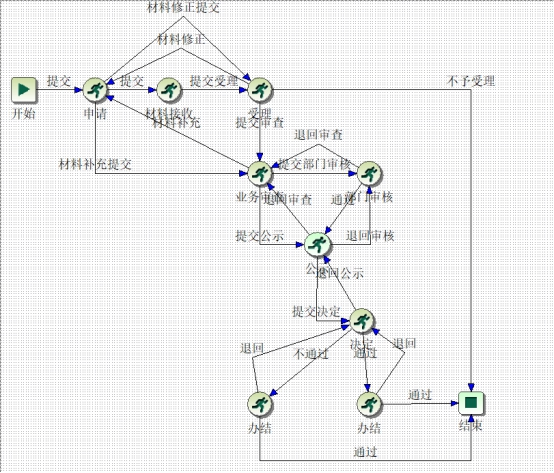 材料修正提交
材料修正
提交
提交
提交受理
不予受理
开始
申请
材料接收
受理
材料补充
提交审查
退回审查
材料补充提交
提交部门审核
业务审查
退回审查
通过
部门审核
提交公示
退回审核
公示
退回公示
提交决定
决定
退回
不通过
通过
退回
通过
办结
办结
结束
通过